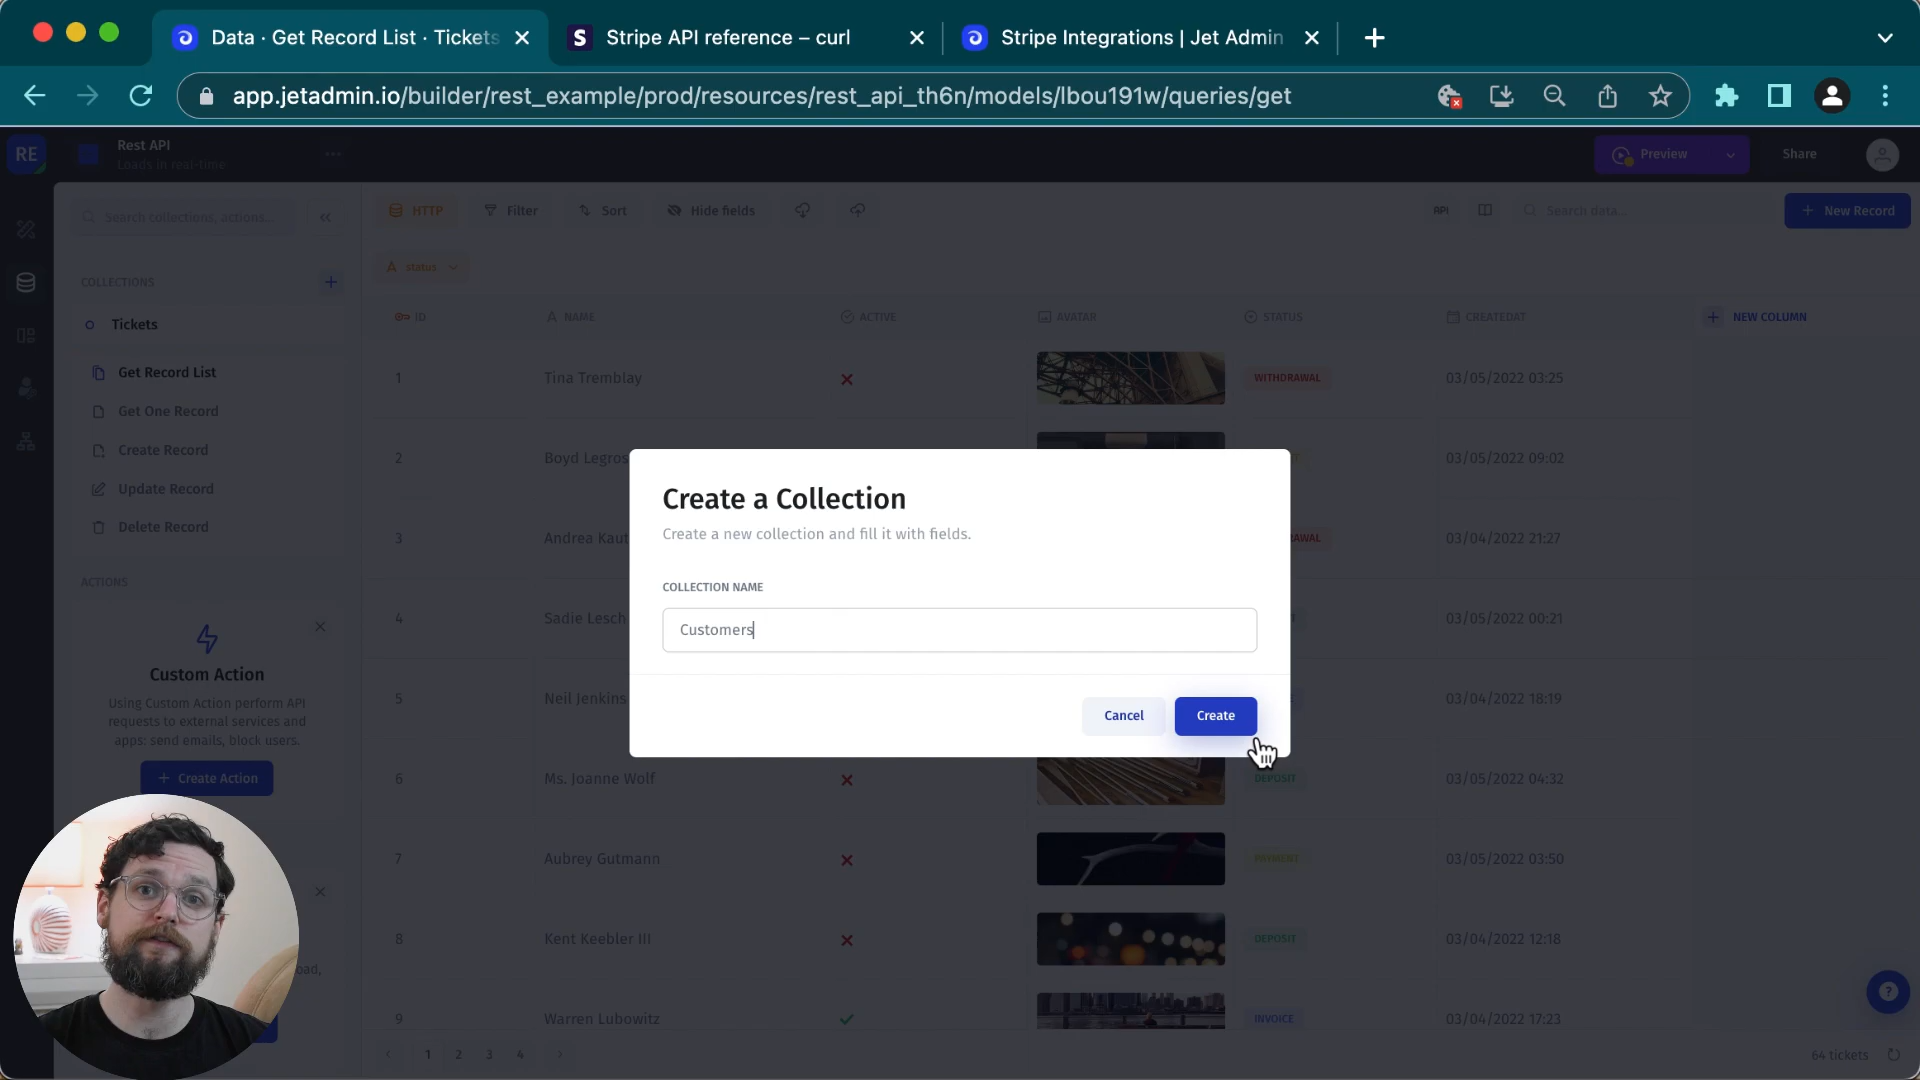 Data · Get Record List · Tickets
Stripe API reference – curl
Stripe Integrations | Jet Admin
app.jetadmin.io/builder/rest_example/prod/resources/rest_api_th6n/models/lbou191w/queries/get
RE
Rest API
Loads in real-time
Preview
Share
Search collections, actions...
HTTP
Filter
Sort
Hide fields
API
Search data...
New Record
status
COLLECTIONS
Tickets
Get Record List
Get One Record
Create Record
Update Record
Delete Record
ACTIONS
Custom Action
Using Custom Action perform API
requests to external services and
apps: send emails, block users.
Create Action
ID
NAME
ACTIVE
AVATAR
STATUS
CREATEDAT
NEW COLUMN
1
Tina Tremblay
WITHDRAWAL
03/05/2022 03:25
2
Boyd Legros
03/05/2022 09:02
3
Andrea Kaut
AWAL
03/04/2022 21:27
4
Sadie Lesch
03/05/2022 00:21
5
Neil Jenkins
03/04/2022 18:19
6
Ms. Joanne Wolf
DEPOSIT
03/05/2022 04:32
7
Aubrey Gutmann
PAYMENT
03/05/2022 03:50
8
Kent Keebler III
DEPOSIT
03/04/2022 12:18
9
Warren Lubowitz
INVOICE
03/04/2022 17:23
Create a Collection
Create a new collection and fill it with fields.
COLLECTION NAME
Customers
Cancel
Create
oad,
1 2 3 4
64 tickets